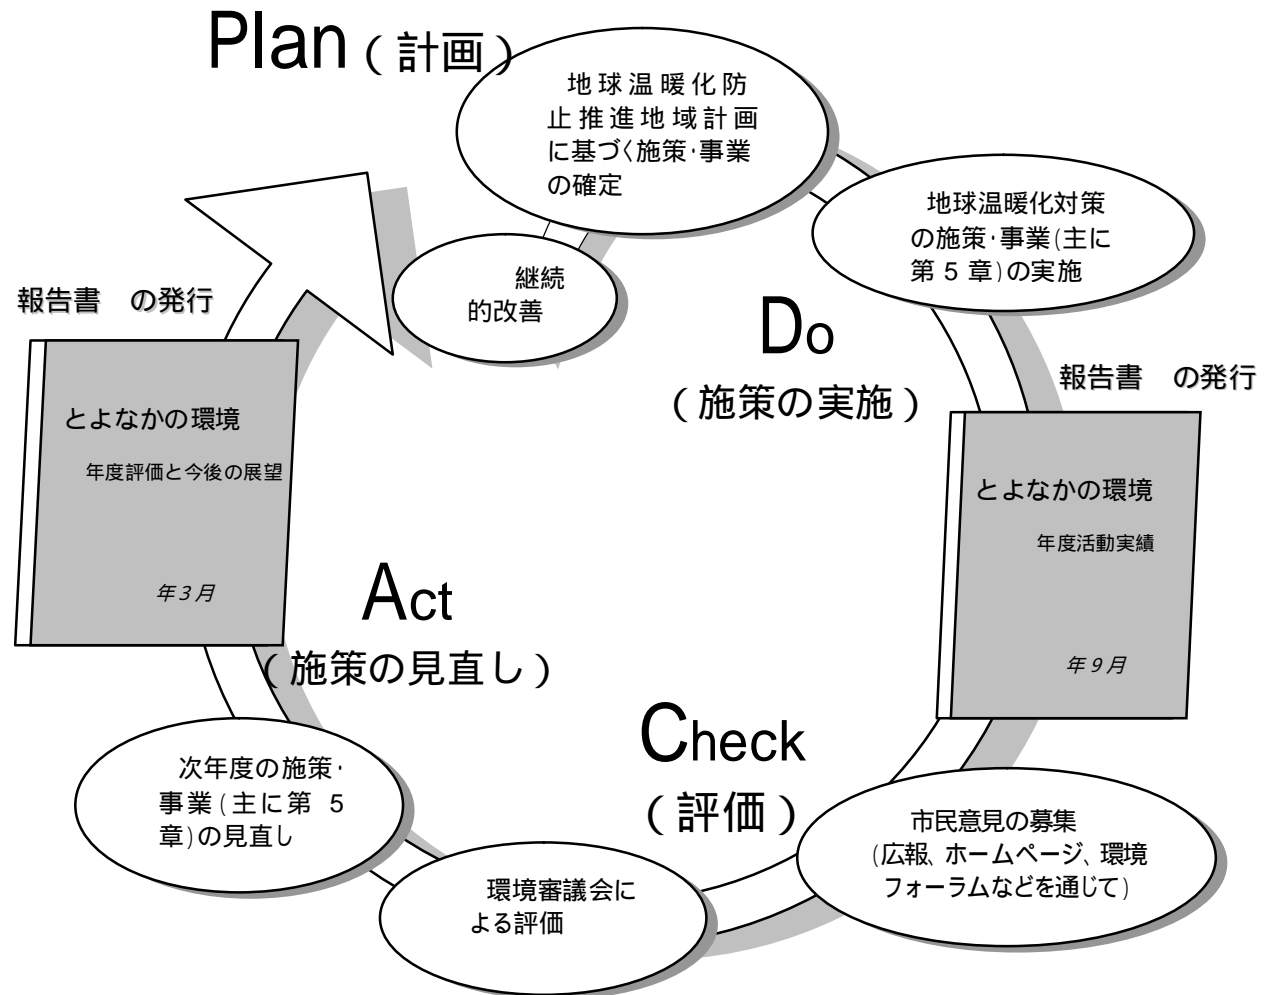 Plan(計画)
地球温暖化防
止推進地域計画
に基づく施策・事業
の確定
地球温暖化対策
の施策・事業(主に
第5章)の実施
継続
的改善
Do
(施策の実施)
報告書 の発行
とよなかの環境
年度活動実績
年9月
市民意見の募集
(広報、ホームページ、環境
フォーラムなどを通じて)
Check
(評価)
環境審議会に
よる評価
次年度の施策・
事業(主に第 5
章)の見直し
Act
(施策の見直し)
報告書 の発行
とよなかの環境
年度評価と今後の展望
年3月